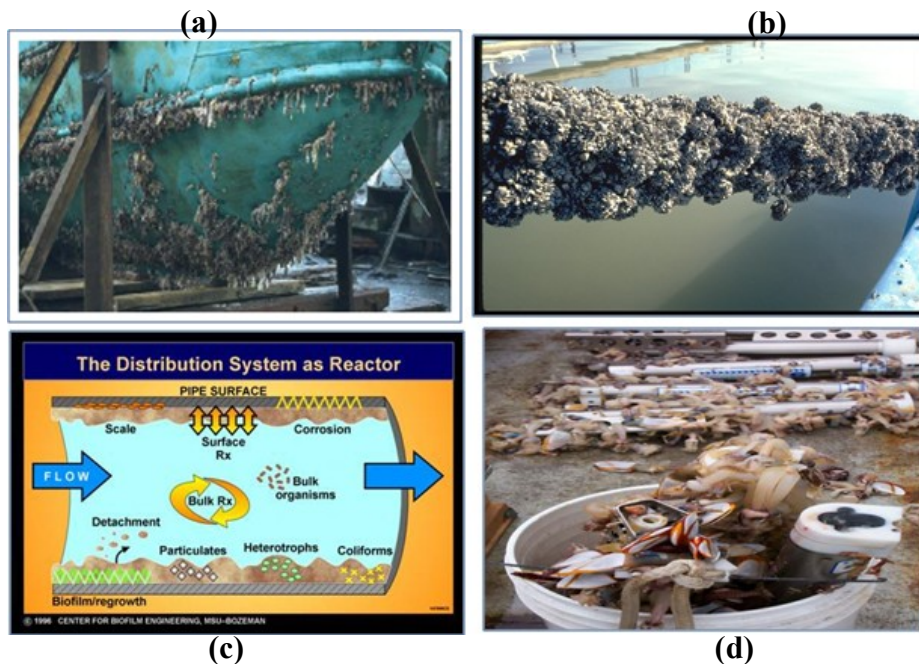 (a)
(b)
The Distribution System as Reactor
PIPE SURFACE
Scale
Surface
Rx
Corrosion
FLOW
Bulk Rx
Bulk
organisms
Detachment
Particulates
Heterotrophs
Coliforms
Biofilm/regrowth
© 1996 CENTER FOR BIOFILM ENGINEERING, MSU-BOZEMAN
(c)
(d)